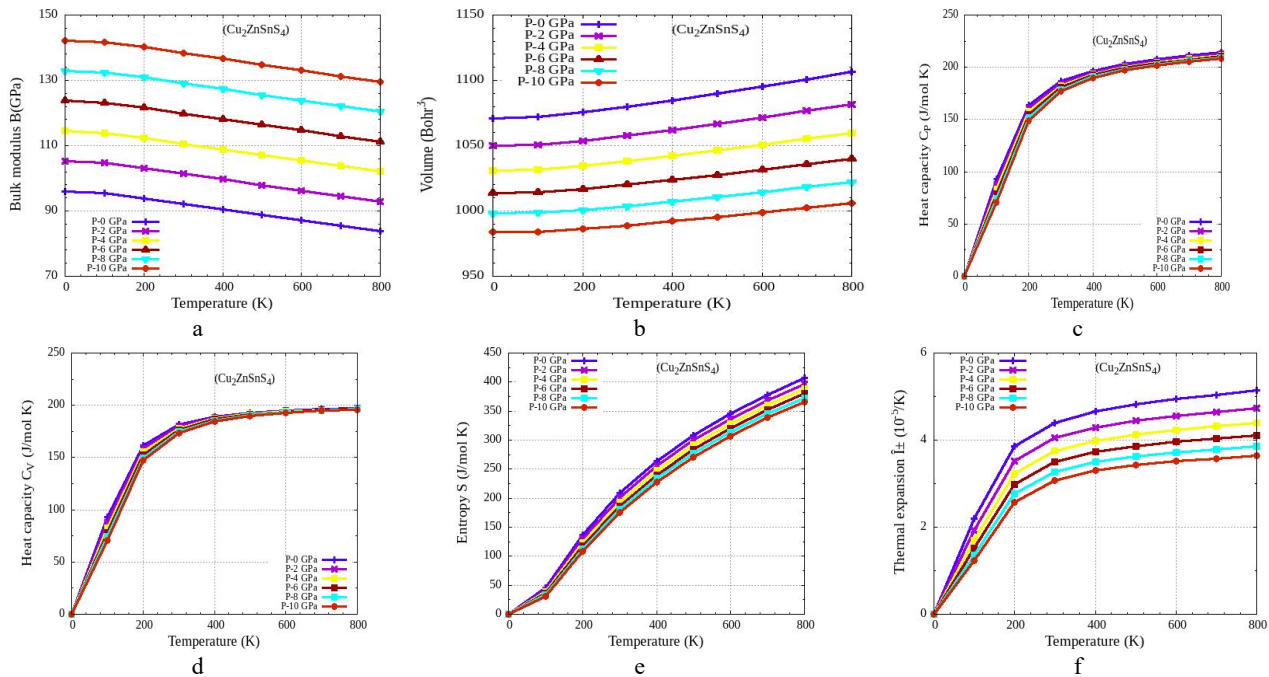 (Cu₂ZnSnS₄)
Bulk modulus B(GPa)
150
130
110
90
70
P-0 GPa
P-2 GPa
P-4 GPa
P-6 GPa
P-8 GPa
P-10 GPa
0 200 400 600 800
Temperature (K)
a
(Cu₂ZnSnS₄)
Volume (Bohr³)
1150
1100
1050
1000
950
P-0 GPa
P-2 GPa
P-4 GPa
P-6 GPa
P-8 GPa
P-10 GPa
0 200 400 600 800
Temperature (K)
b
(Cu₂ZnSnS₄)
Heat capacity Cₚ (J/mol K)
250
200
150
100
50
0
P-0 GPa
P-2 GPa
P-4 GPa
P-6 GPa
P-8 GPa
P-10 GPa
0 200 400 600 800
Temperature (K)
c
(Cu₂ZnSnS₄)
Heat capacity Cᵥ (J/mol K)
250
200
150
100
50
0
P-0 GPa
P-2 GPa
P-4 GPa
P-6 GPa
P-8 GPa
P-10 GPa
0 200 400 600 800
Temperature (K)
d
(Cu₂ZnSnS₄)
Entropy S (J/mol K)
450
400
350
300
250
200
150
100
50
0
P-0 GPa
P-2 GPa
P-4 GPa
P-6 GPa
P-8 GPa
P-10 GPa
0 200 400 600 800
Temperature (K)
e
(Cu₂ZnSnS₄)
Thermal expansion Î± (10⁻⁵/K)
6
4
2
0
P-0 GPa
P-2 GPa
P-4 GPa
P-6 GPa
P-8 GPa
P-10 GPa
0 200 400 600 800
Temperature (K)
f